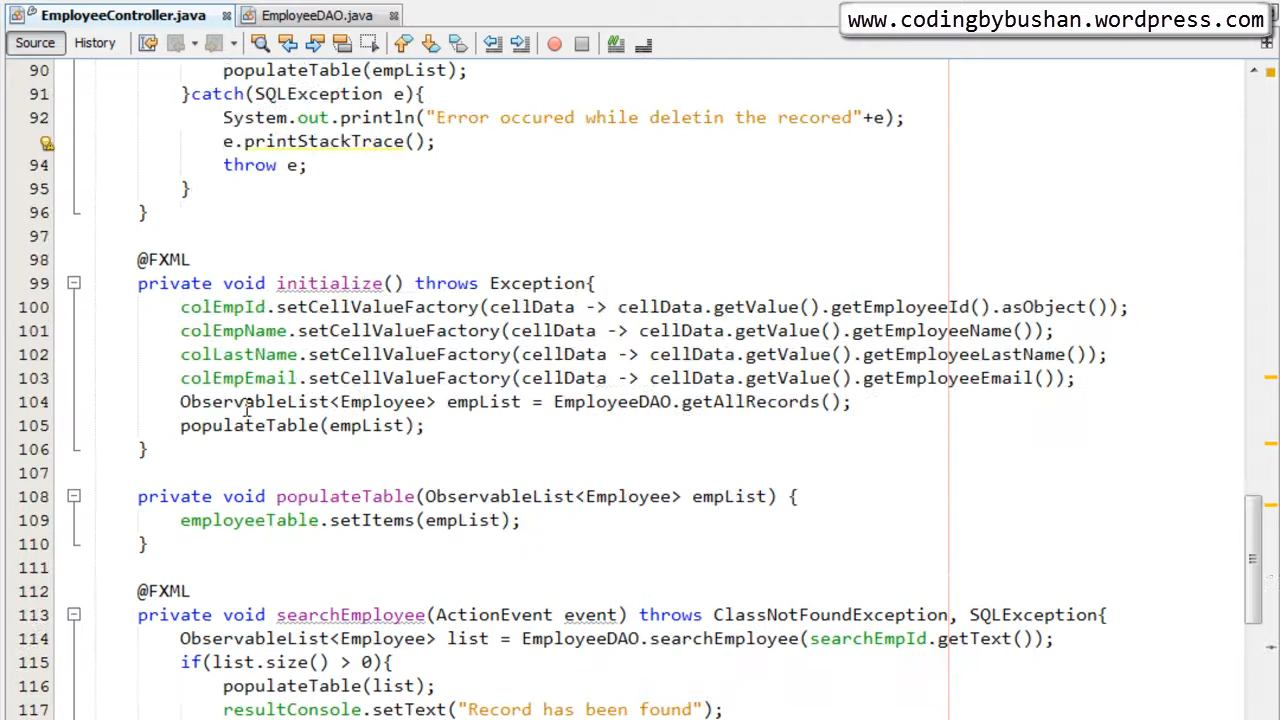 EmployeeController.java EmployeeDAO.java www.codingbybushan.wordpress.com
Source History
90 populateTable(empList);
91 }catch(SQLException e){
92 System.out.println("Error occured while deletin the recored"+e);
e.printStackTrace();
94 throw e;
95 }
96 }
97
98 @FXML
99 private void initialize() throws Exception{
100 colEmpId.setCellValueFactory(cellData -> cellData.getValue().getEmployeeId().asObject());
101 colEmpName.setCellValueFactory(cellData -> cellData.getValue().getEmployeeName());
102 colLastName.setCellValueFactory(cellData -> cellData.getValue().getEmployeeLastName());
103 colEmpEmail.setCellValueFactory(cellData -> cellData.getValue().getEmployeeEmail());
104 ObservableList<Employee> empList = EmployeeDAO.getAllRecords();
105 populateTable(empList);
106 }
107
108 private void populateTable(ObservableList<Employee> empList) {
109 employeeTable.setItems(empList);
110 }
111
112 @FXML
113 private void searchEmployee(ActionEvent event) throws ClassNotFoundException, SQLException{
114 ObservableList<Employee> list = EmployeeDAO.searchEmployee(searchEmpId.getText());
115 if(list.size() > 0){
116 populateTable(list);
117 resultConsole.setText("Record has been found");